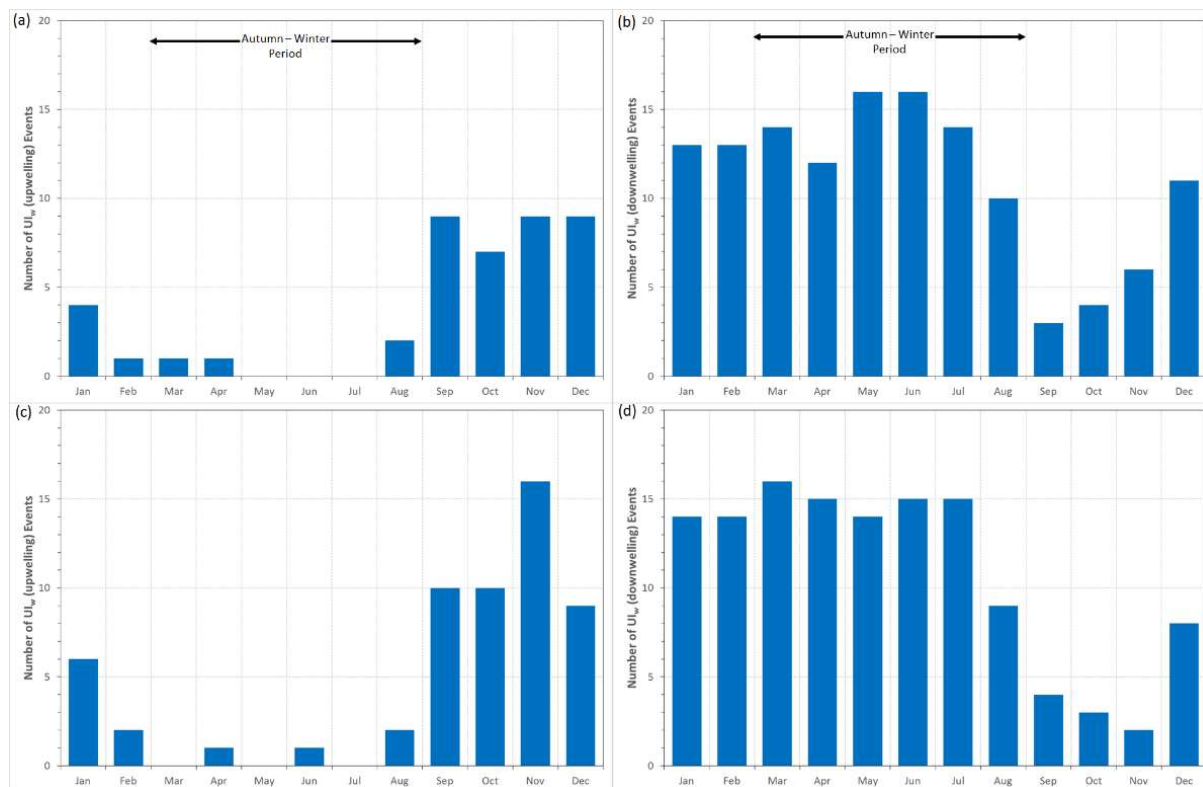 (a)
20
15
10
5
0
Number of UIw (upwelling) Events
Autumn – Winter
Period
Jan Feb Mar Apr May Jun Jul Aug Sep Oct Nov Dec
(b)
20
15
10
5
0
Number of UIw (downwelling) Events
Autumn – Winter
Period
Jan Feb Mar Apr May Jun Jul Aug Sep Oct Nov Dec
(c)
20
15
10
5
0
Number of UIw (upwelling) Events
Jan Feb Mar Apr May Jun Jul Aug Sep Oct Nov Dec
(d)
20
15
10
5
0
Number of UIw (downwelling) Events
Jan Feb Mar Apr May Jun Jul Aug Sep Oct Nov Dec